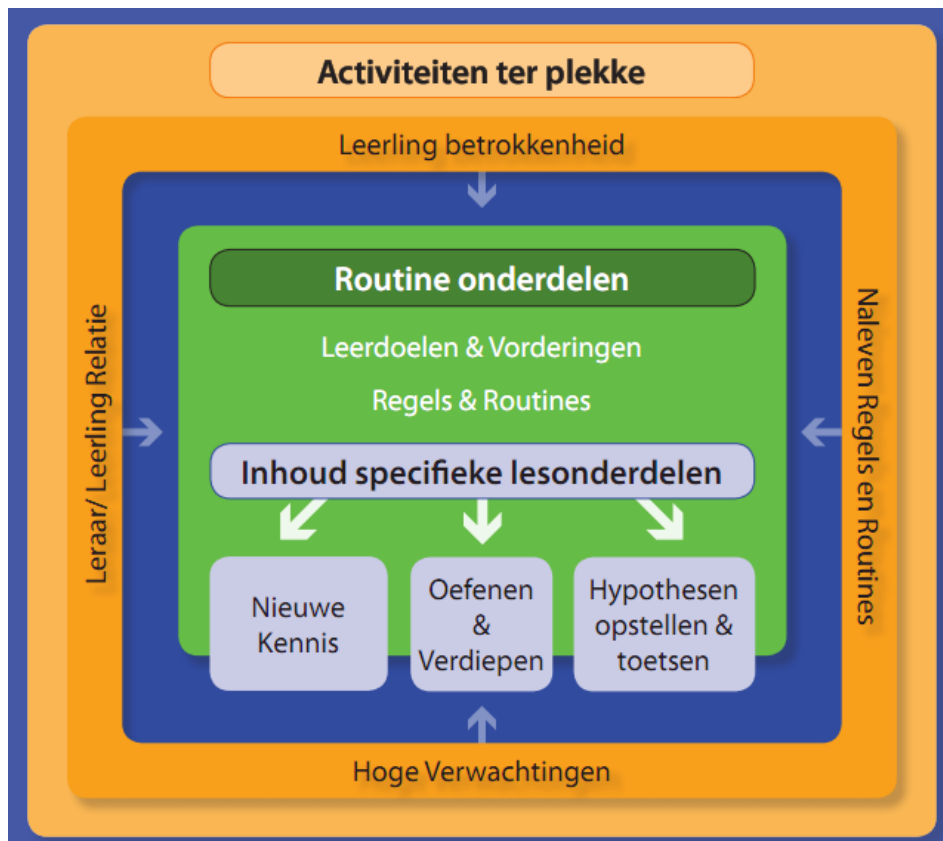 Activiteiten ter plekke
Leerling betrokkenheid
Leraar/ Leerling Relatie
Naleven Regels en Routines
Routine onderdelen
Leerdoelen & Vorderingen
Regels & Routines
Inhoud specifieke lesonderdelen
Nieuwe
Kennis
Oefenen
&
Verdiepen
Hypothesen
opstellen &
toetsen
Hoge Verwachtingen